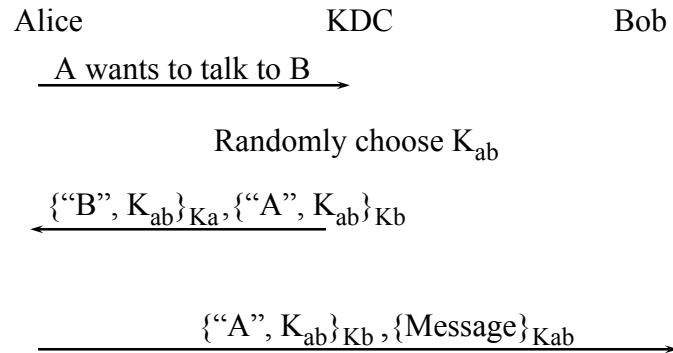 Alice KDC Bob
A wants to talk to B
Randomly choose K_ab
{“B”, K_ab}_Ka,{“A”, K_ab}_Kb
{“A”, K_ab}_Kb ,{Message}_Kab